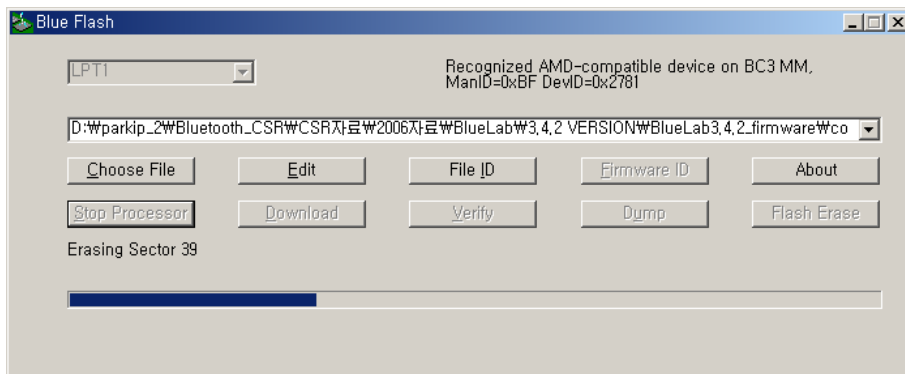 Blue Flash
LPT1
Recognized AMD-compatible device on BC3 MM,
ManID=0xBF DevID=0x2781
D:₩parkip_2₩Bluetooth_CSR₩CSR자료₩2006자료₩BlueLab₩3,4,2 VERSION₩BlueLab3,4,2_firmware₩co
Choose File Edit File ID Firmware ID About
Stop Processor Download Verify Dump Flash Erase
Erasing Sector 39